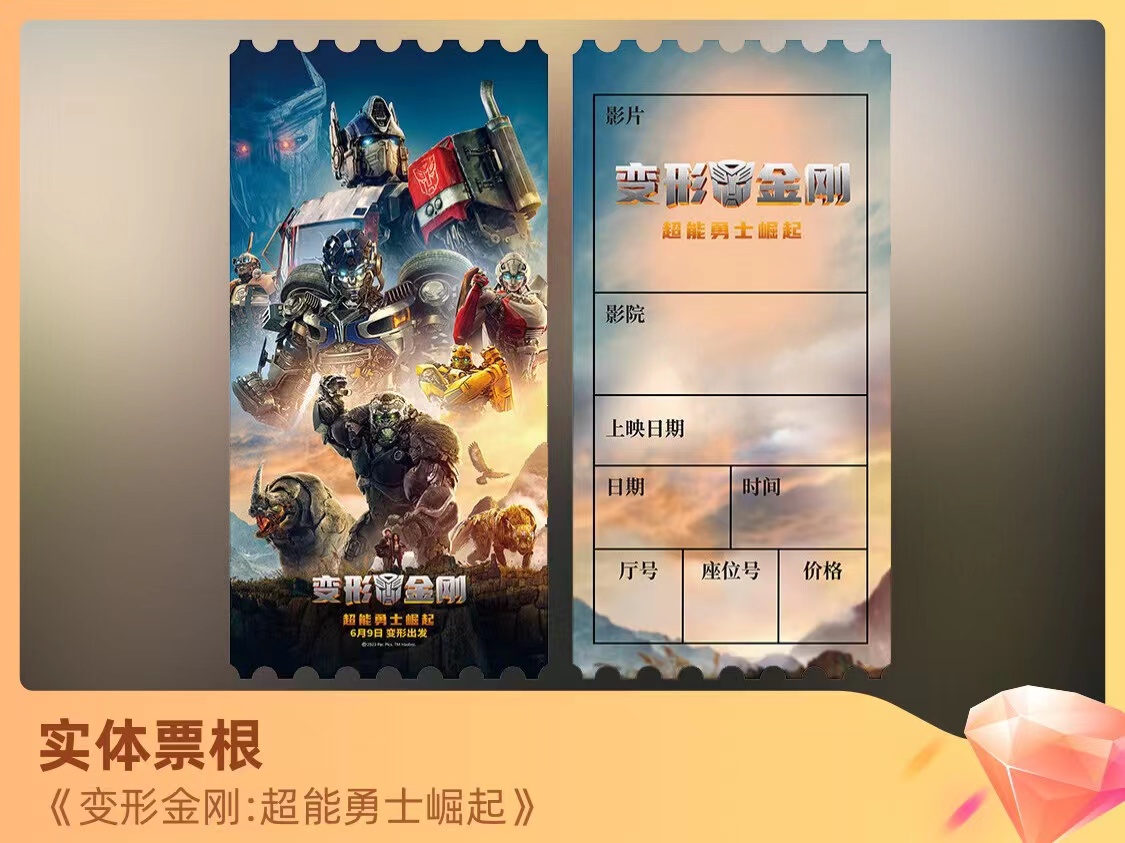 变形金刚
超能勇士崛起
6月9日 变形出发
影片
变形金刚
超能勇士崛起
影院
上映日期
日期
时间
厅号
座位号
价格
实体票根
《变形金刚:超能勇士崛起》